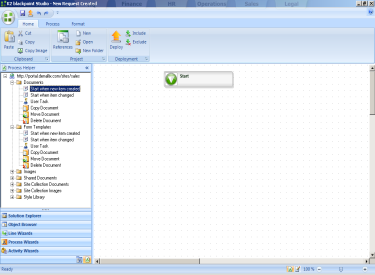 K2 blackpoint Studio - New Request Created
Home Process Format
Paste
Cut
Copy
Copy Image
Clipboard
References
New
Open
New Folder
Project
Deploy
Include
Exclude
Deployment
Process Helper
http://portal.denallix.com/sites/sales
Documents
Start when new item created
Start when item changed
User Task
Copy Document
Move Document
Delete Document
Form Templates
Start when new item created
Start when item changed
User Task
Copy Document
Move Document
Delete Document
Images
Shared Documents
Site Collection Documents
Site Collection Images
Style Library
Solution Explorer
Object Browser
Line Wizards
Process Wizards
Activity Wizards
Start
Ready
100%